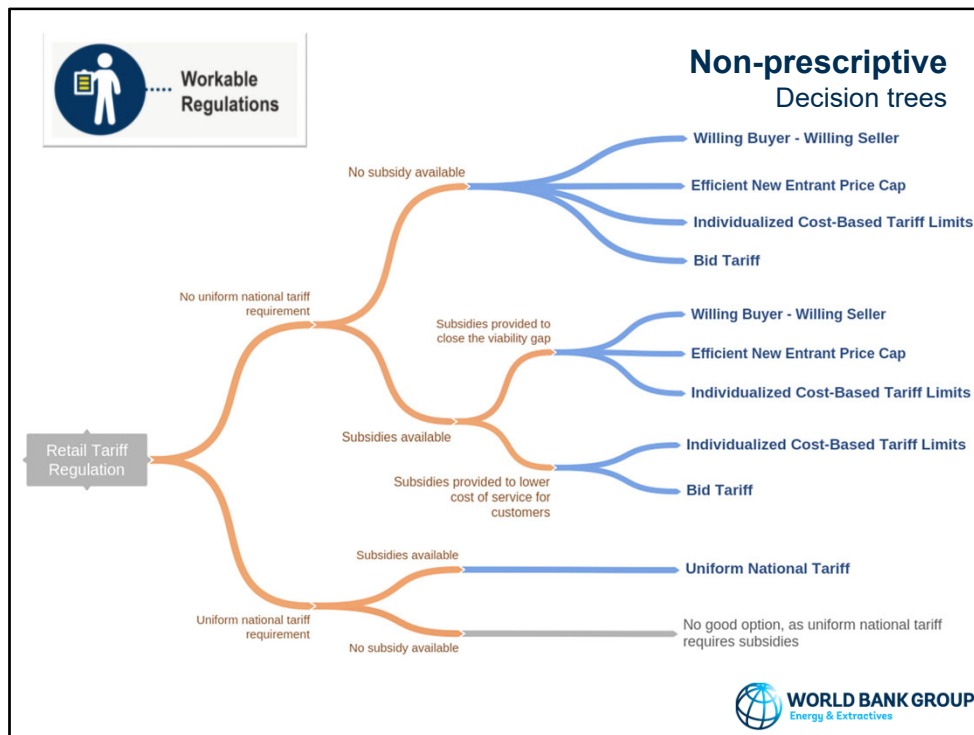 Workable
Regulations
Non-prescriptive
Decision trees
No subsidy available
Willing Buyer - Willing Seller
Efficient New Entrant Price Cap
Individualized Cost-Based Tariff Limits
Bid Tariff
No uniform national tariff
requirement
Subsidies provided to
close the viability gap
Willing Buyer - Willing Seller
Efficient New Entrant Price Cap
Individualized Cost-Based Tariff Limits
Subsidies available
Retail Tariff
Regulation
Subsidies provided to lower
cost of service for
customers
Individualized Cost-Based Tariff Limits
Bid Tariff
Subsidies available
Uniform National Tariff
Uniform national tariff
requirement
No subsidy available
No good option, as uniform national tariff
requires subsidies
WORLD BANK GROUP
Energy & Extractives